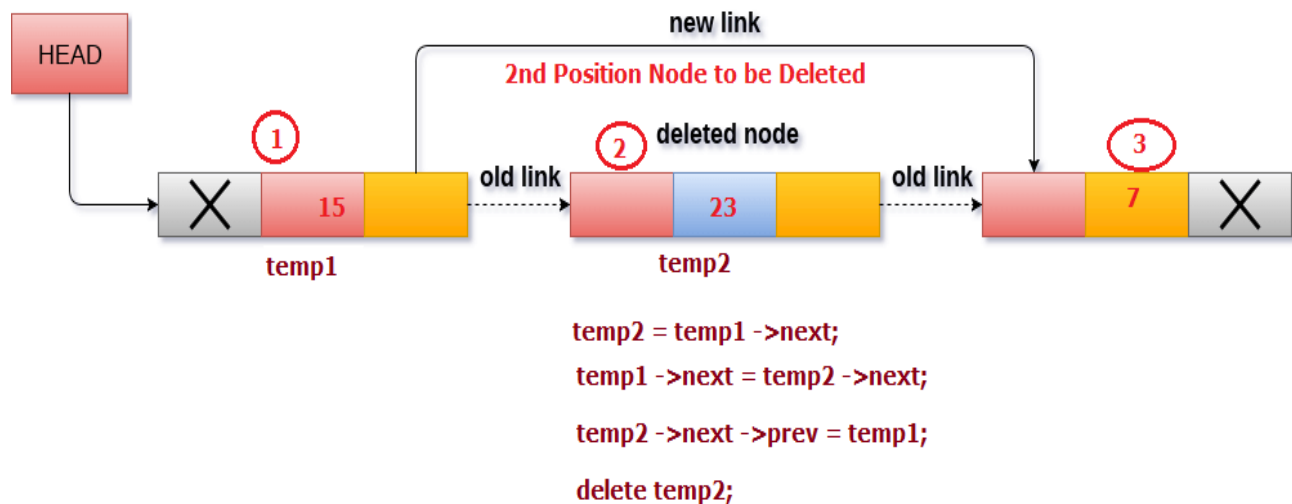 new link
HEAD
2nd Position Node to be Deleted
1
2
deleted node
3
old link
old link
X
15
23
7
X
temp1
temp2
temp2 = temp1 ->next;
temp1 ->next = temp2 ->next;
temp2 ->next ->prev = temp1;
delete temp2;